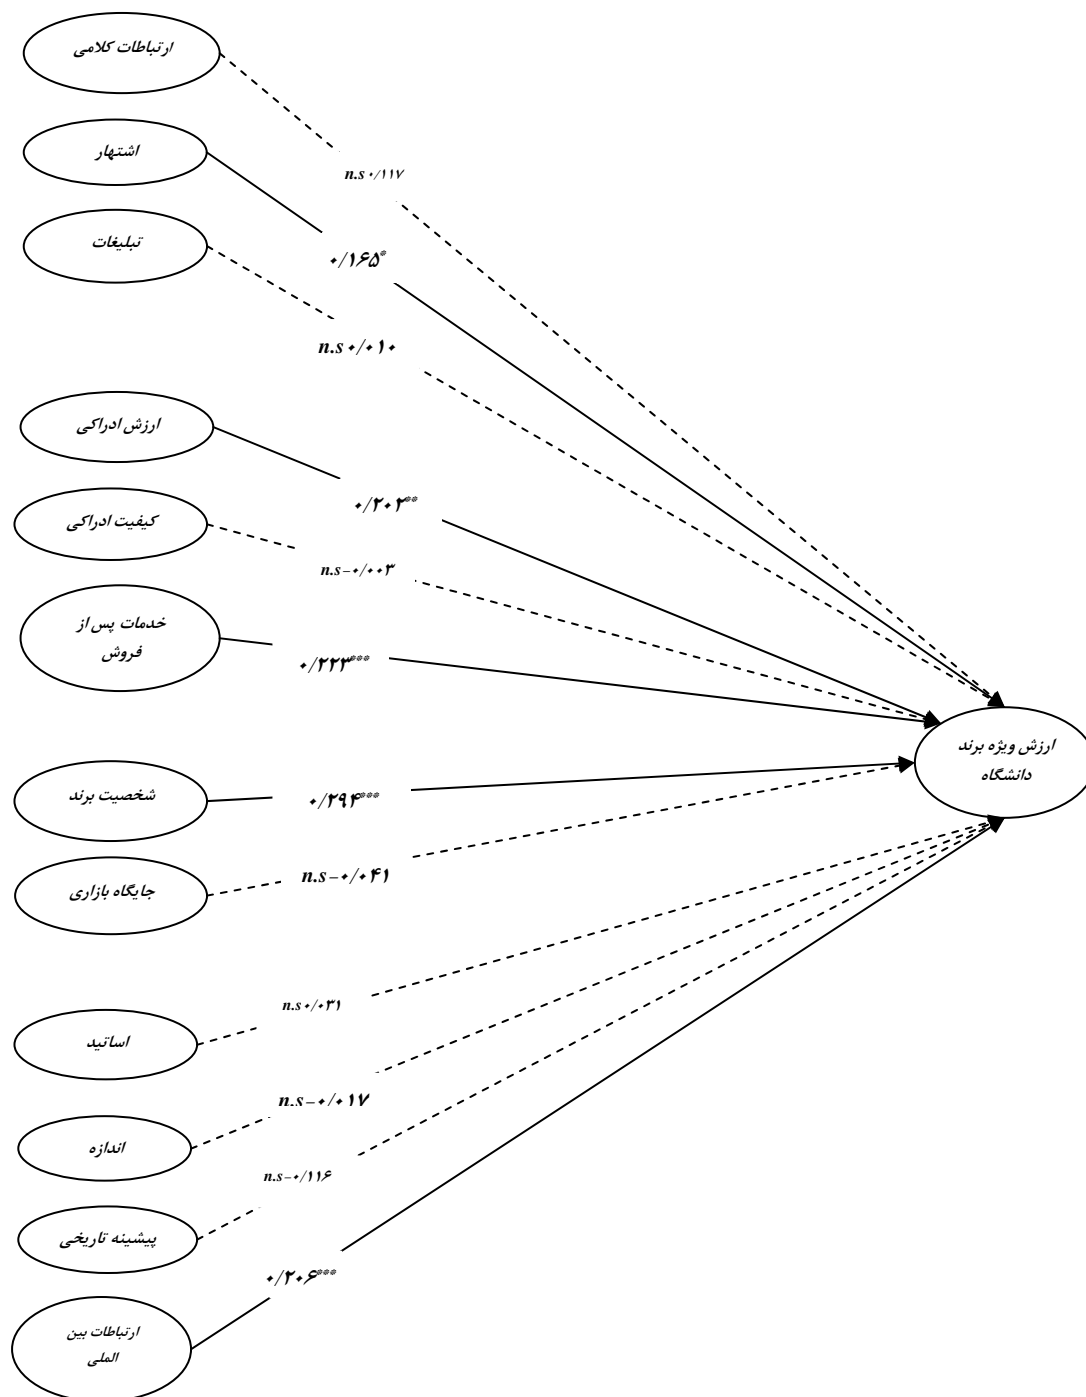 ارتباطات کلامی
n.s ۰/۱۱۷
اشتهار
۰/۱۶۵*
تبلیغات
n.s ۰/۰۱۰
ارزش ادراکی
۰/۲۰۲**
کیفیت ادراکی
n.s -۰/۰۰۳
خدمات پس از
فروش
۰/۲۲۳***
ارزش ویژه برند
دانشگاه
شخصیت برند
۰/۲۹۴***
جایگاه بازاری
n.s -۰/۰۴۱
اساتید
n.s ۰/۰۳۱
اندازه
n.s -۰/۰۱۷
پیشینه تاریخی
n.s -۰/۱۱۶
ارتباطات بین
المللی
۰/۲۰۶***